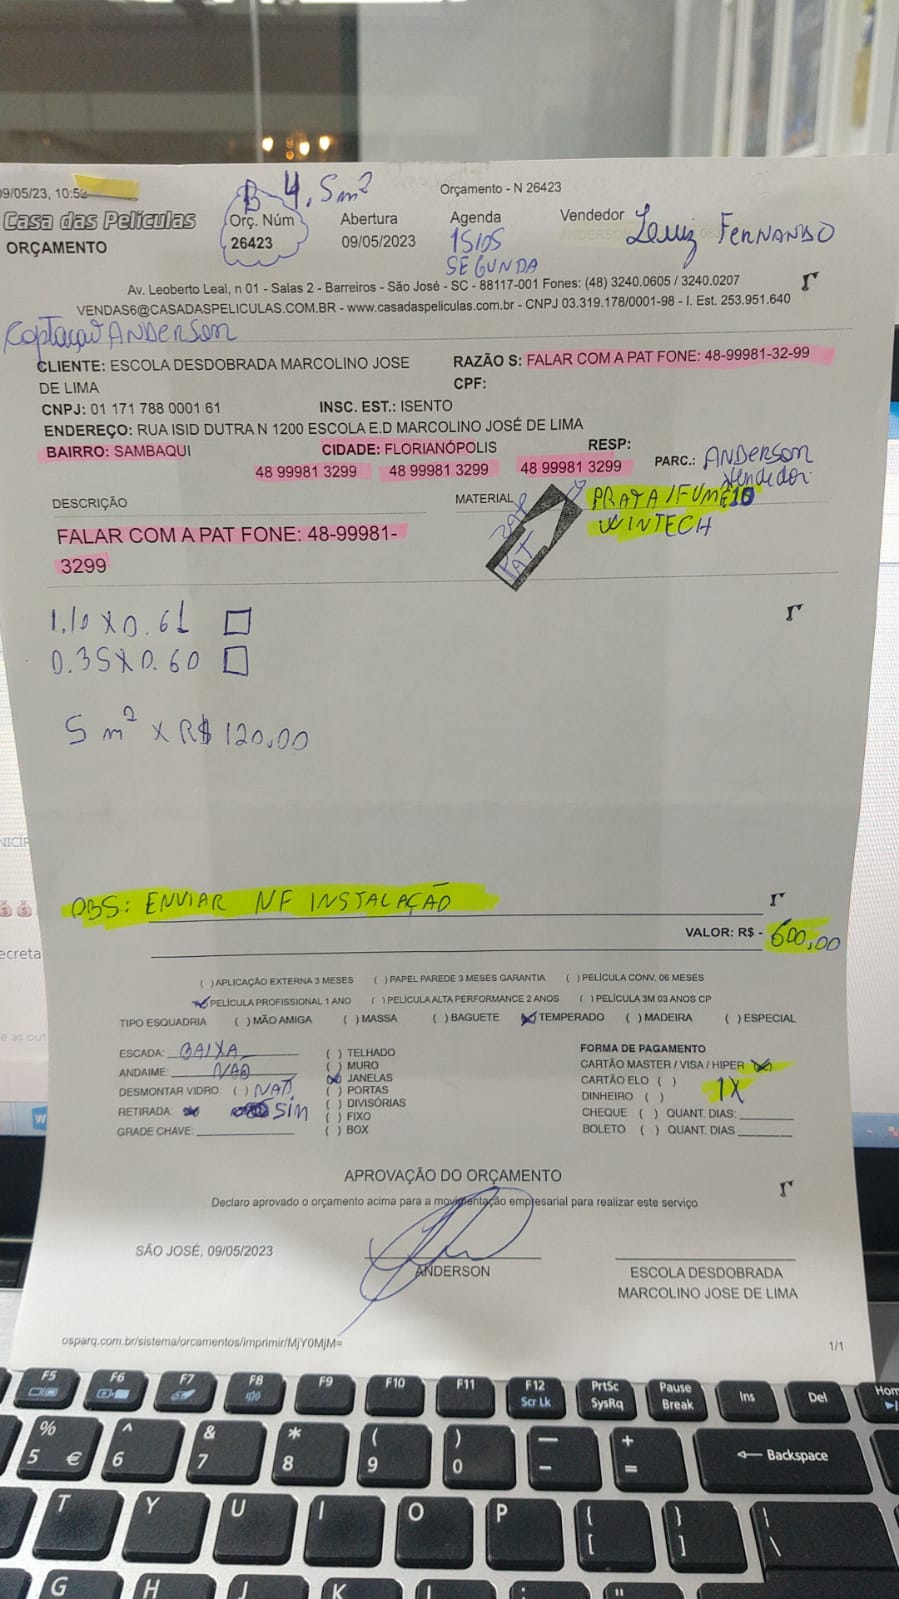 09/05/23, 10:52
B 4,5m²
Orçamento - N 26423
Casa das Películas
ORÇAMENTO
Orç. Núm
26423
Abertura
09/05/2023
Agenda
15/05
SEGUNDA
Vendedor
Luiz FERNANDO
Av. Leoberto Leal, n 01 - Salas 2 - Barreiros - São José - SC - 88117-001 Fones: (48) 3240.0605 / 3240.0207
VENDAS6@CASADASPELICULAS.COM.BR - www.casadaspeliculas.com.br - CNPJ 03.319.178/0001-98 - I. Est. 253.951.640
Coptação ANDERSON
CLIENTE: ESCOLA DESDOBRADA MARCOLINO JOSE
DE LIMA
RAZÃO S: FALAR COM A PAT FONE: 48-99981-32-99
CPF:
CNPJ: 01 171 788 0001 61
INSC. EST.: ISENTO
ENDEREÇO: RUA ISID DUTRA N 1200 ESCOLA E.D MARCOLINO JOSÉ DE LIMA
BAIRRO: SAMBAQUI
CIDADE: FLORIANÓPOLIS
RESP:
48 99981 3299 48 99981 3299 48 99981 3299
PARC.: ANDERSON
Vendedor
DESCRIÇÃO
MATERIAL
PRATA/FUMÊ
WINTECH
PAT
FALAR COM A PAT FONE: 48-99981-
3299
1.10 X 0.61
0.35 X 0.60
5 m² x R$ 120,00
OBS: ENVIAR NF INSTALAÇÃO
VALOR: R$ - 600,00
( ) APLICAÇÃO EXTERNA 3 MESES ( ) PAPEL PAREDE 3 MESES GARANTIA ( ) PELÍCULA CONV. 06 MESES
PELÍCULA PROFISSIONAL 1 ANO ( ) PELÍCULA ALTA PERFORMANCE 2 ANOS ( ) PELÍCULA 3M 03 ANOS CP
TIPO ESQUADRIA ( ) MÃO AMIGA ( ) MASSA ( ) BAGUETE TEMPERADO ( ) MADEIRA ( ) ESPECIAL
ESCADA: BAIXA
ANDAIME: NÃO
DESMONTAR VIDRO: ( ) NÃO
RETIRADA: SIM
GRADE CHAVE:
( ) TELHADO
( ) MURO
JANELAS
( ) PORTAS
( ) DIVISÓRIAS
( ) FIXO
( ) BOX
FORMA DE PAGAMENTO
CARTÃO MASTER / VISA / HIPER
CARTÃO ELO ( )
DINHEIRO ( )
1X
CHEQUE ( ) QUANT. DIAS:
BOLETO ( ) QUANT. DIAS
APROVAÇÃO DO ORÇAMENTO
Declaro aprovado o orçamento acima para a movimentação empresarial para realizar este serviço
SÃO JOSÉ, 09/05/2023
ANDERSON
ESCOLA DESDOBRADA
MARCOLINO JOSE DE LIMA
osparq.com.br/sistema/orcamentos/imprimir/MjY0MjM=
1/1
F5 F6 F7 F8 F9 F10 F11 F12 Scr Lk PrtSc SysRq Pause Break Ins Del
% 5 € ^ 6 & 7 * 8 ( 9 ) 0 — - + = Backspace
T Y U I O P { [ } ] | \
G H J K L : ; "